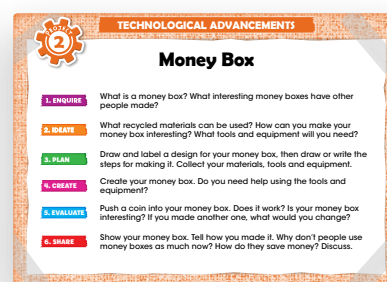 TECHNOLOGICAL ADVANCEMENTS
PROJECT
2
Money Box
1. ENQUIRE
What is a money box? What interesting money boxes have other
people made?
2. IDEATE
What recycled materials can be used? How can you make your
money box interesting? What tools and equipment will you need?
3. PLAN
Draw and label a design for your money box, then draw or write the
steps for making it. Collect your materials, tools and equipment.
4. CREATE
Create your money box. Do you need help using the tools and
equipment?
5. EVALUATE
Push a coin into your money box. Does it work? Is your money box
interesting? If you made another one, what would you change?
6. SHARE
Show your money box. Tell how you made it. Why don't people use
money boxes as much now? How do they save money? Discuss.